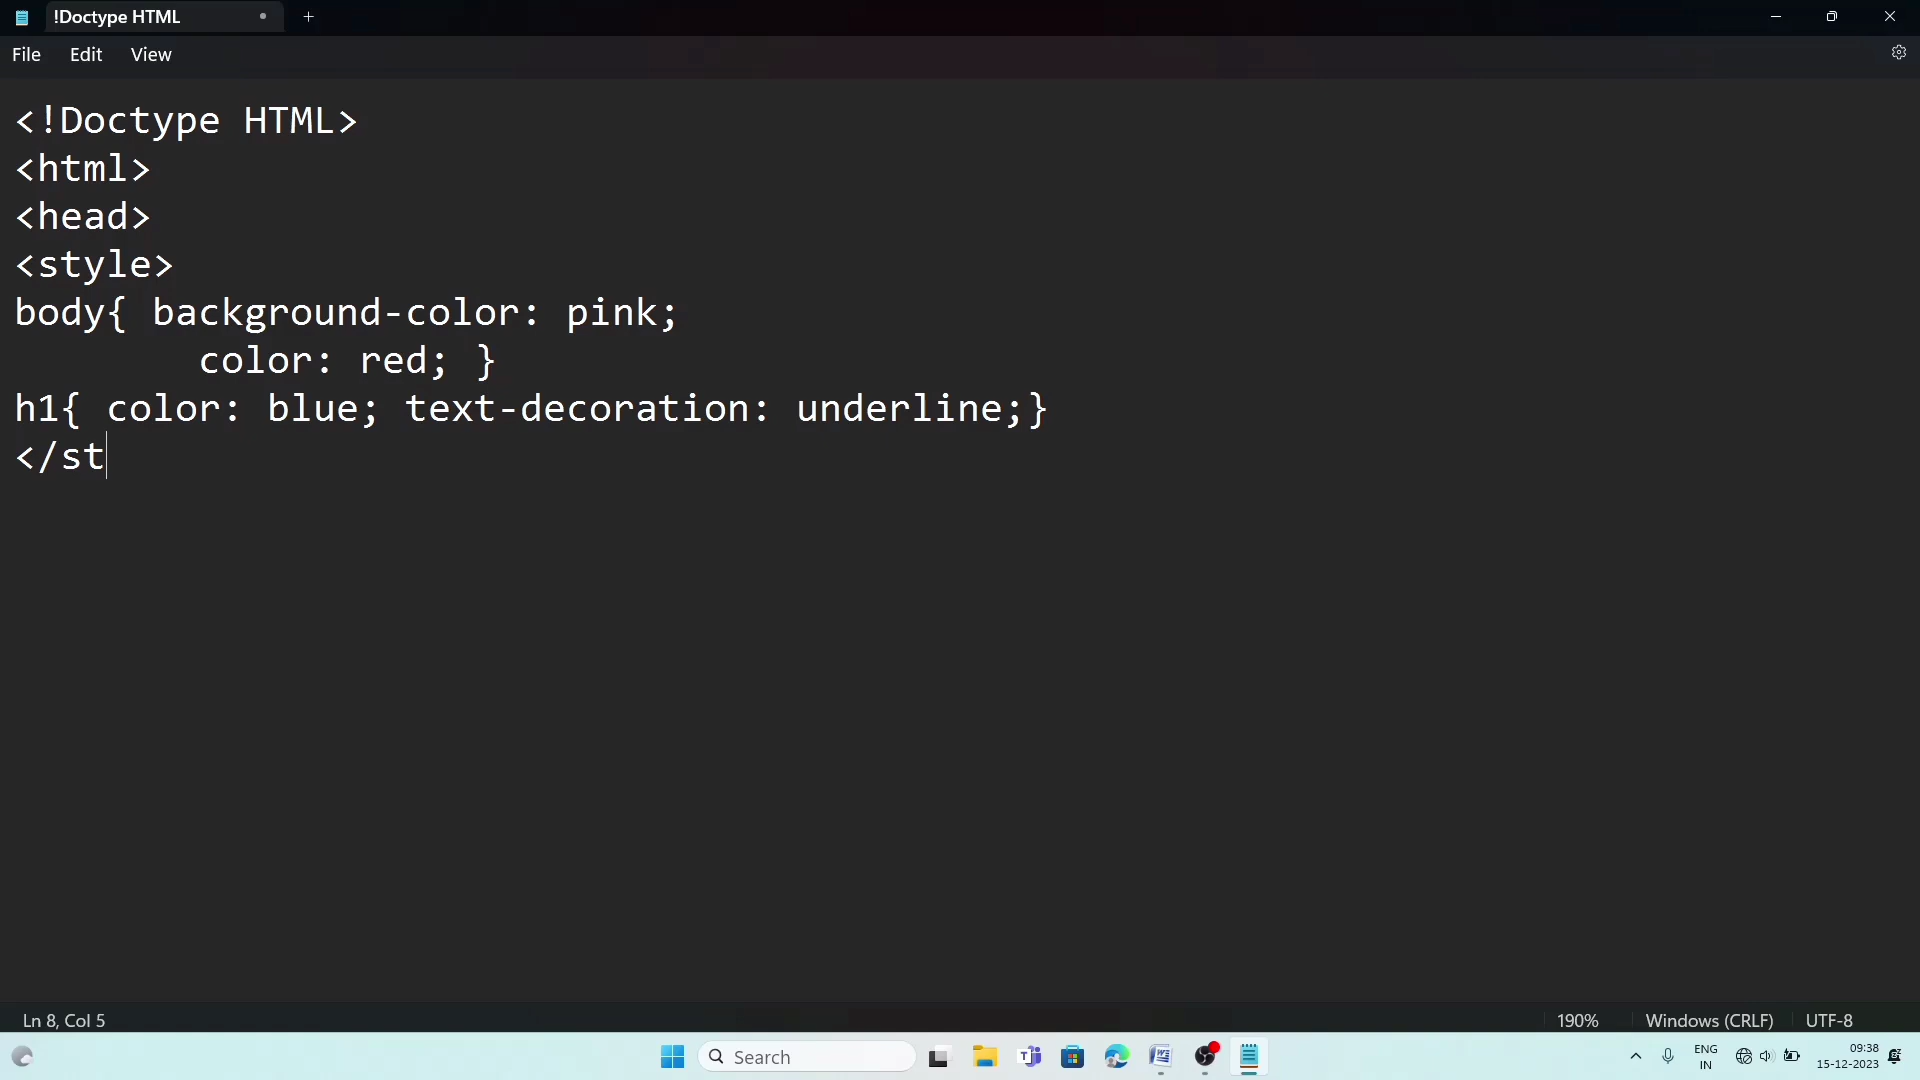 !Doctype HTML
File Edit View
<!Doctype HTML>
<html>
<head>
<style>
body{ background-color: pink;
color: red; }
h1{ color: blue; text-decoration: underline;}
</st
Ln 8, Col 5
190%
Windows (CRLF)
UTF-8
Search
ENG
IN
09:38
15-12-2023